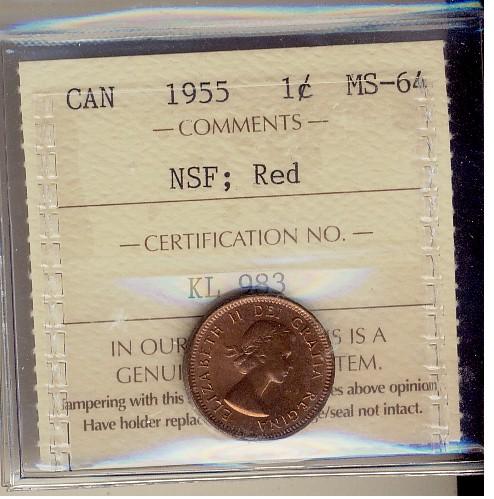 CAN 1955 1¢ MS-64
— COMMENTS —
NSF; Red
— CERTIFICATION NO. —
KL 983
IN OUR IS A
GENUI TEM.
ampering with this es above opinion
Have holder replac e/seal not intact.
ELIZABETH II DEI GRATIA REGINA